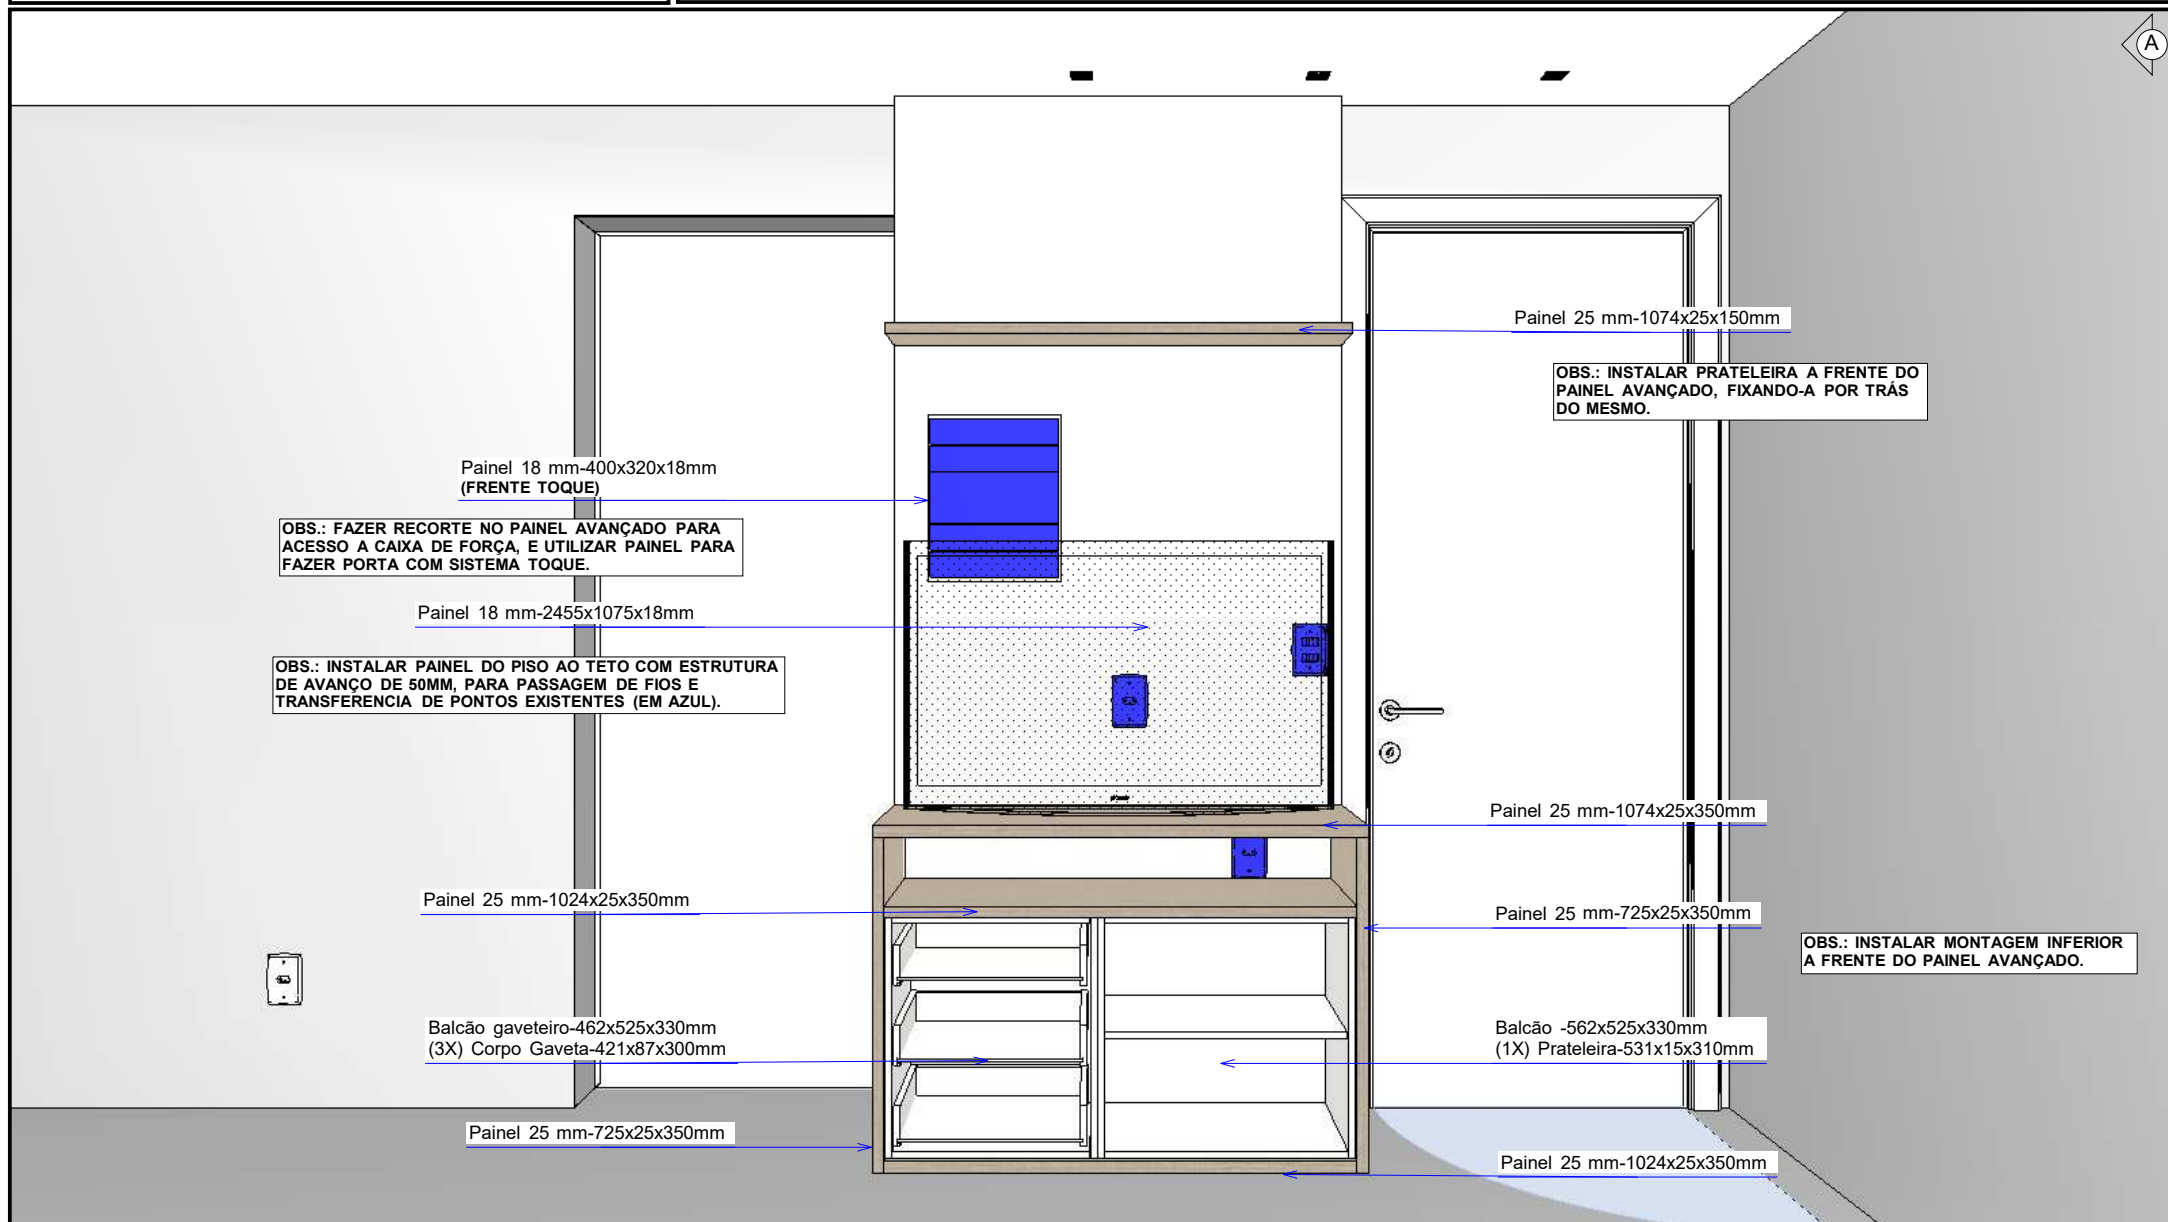 A
Painel 25 mm-1074x25x150mm
OBS.: INSTALAR PRATELEIRA A FRENTE DO
PAINEL AVANÇADO, FIXANDO-A POR TRÁS
DO MESMO.
Painel 18 mm-400x320x18mm
(FRENTE TOQUE)
OBS.: FAZER RECORTE NO PAINEL AVANÇADO PARA
ACESSO A CAIXA DE FORÇA, E UTILIZAR PAINEL PARA
FAZER PORTA COM SISTEMA TOQUE.
Painel 18 mm-2455x1075x18mm
OBS.: INSTALAR PAINEL DO PISO AO TETO COM ESTRUTURA
DE AVANÇO DE 50MM, PARA PASSAGEM DE FIOS E
TRANSFERENCIA DE PONTOS EXISTENTES (EM AZUL).
Painel 25 mm-1074x25x350mm
Painel 25 mm-1024x25x350mm
Painel 25 mm-725x25x350mm
OBS.: INSTALAR MONTAGEM INFERIOR
A FRENTE DO PAINEL AVANÇADO.
Balcão gaveteiro-462x525x330mm
(3X) Corpo Gaveta-421x87x300mm
Balcão -562x525x330mm
(1X) Prateleira-531x15x310mm
Painel 25 mm-725x25x350mm
Painel 25 mm-1024x25x350mm